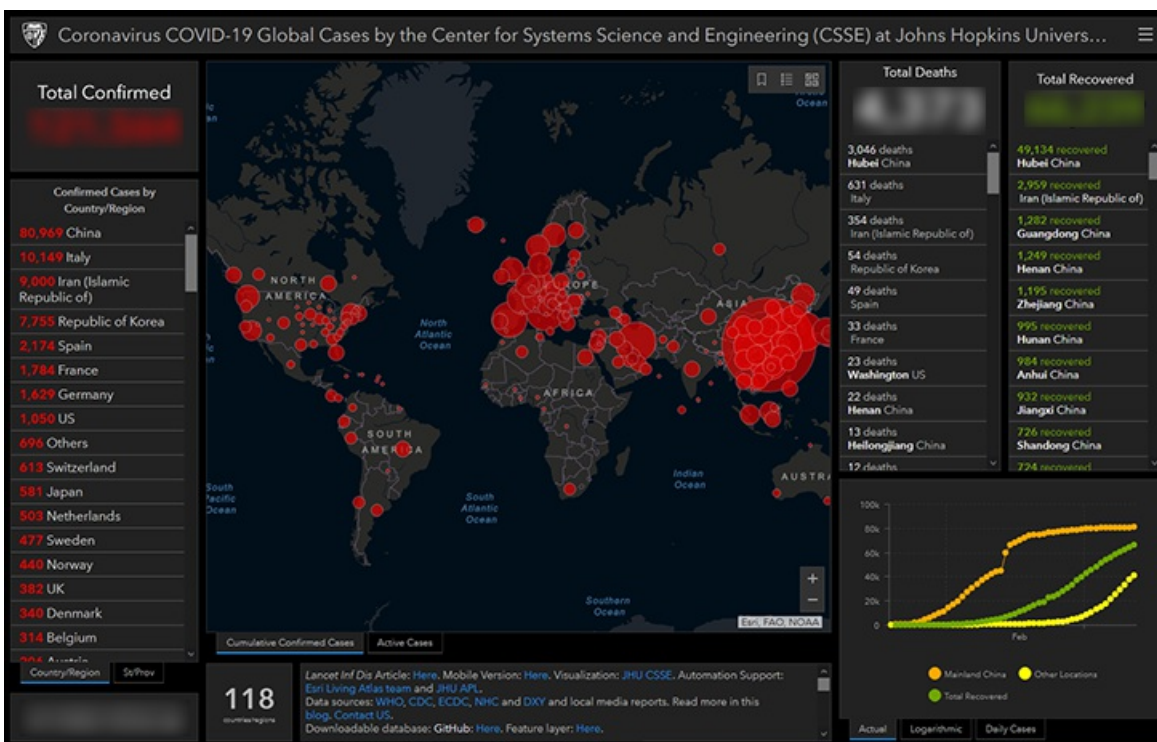 Coronavirus COVID-19 Global Cases by the Center for Systems Science and Engineering (CSSE) at Johns Hopkins Univers...
Total Confirmed
Confirmed Cases by
Country/Region
80,969 China
10,149 Italy
9,000 Iran (Islamic
Republic of)
7,755 Republic of Korea
2,174 Spain
1,784 France
1,629 Germany
1,050 US
696 Others
613 Switzerland
581 Japan
503 Netherlands
477 Sweden
440 Norway
382 UK
340 Denmark
314 Belgium
Country/Region
St/Prov
Ocean
NORTH
AMERICA
North
Atlantic
Ocean
ASIA
AFRICA
SOUTH
AMERICA
South
Pacific
Ocean
South
Atlantic
Ocean
Indian
Ocean
AUSTR
Southern
Ocean
+
−
Esri, FAO, NOAA
Cumulative Confirmed Cases
Active Cases
118
countries/regions
Lancet Inf Dis Article: Here. Mobile Version: Here. Visualization: JHU CSSE. Automation Support:
Esri Living Atlas team and JHU APL.
Data sources: WHO, CDC, ECDC, NHC and DXY and local media reports. Read more in this
blog. Contact US.
Downloadable database: GitHub: Here. Feature layer: Here.
Total Deaths
3,046 deaths
Hubei China
631 deaths
Italy
354 deaths
Iran (Islamic Republic of)
54 deaths
Republic of Korea
49 deaths
Spain
33 deaths
France
23 deaths
Washington US
22 deaths
Henan China
13 deaths
Heilongjiang China
12 deaths
Total Recovered
49,134 recovered
Hubei China
2,959 recovered
Iran (Islamic Republic of)
1,282 recovered
Guangdong China
1,249 recovered
Henan China
1,195 recovered
Zhejiang China
995 recovered
Hunan China
984 recovered
Anhui China
932 recovered
Jiangxi China
726 recovered
Shandong China
724 recovered
100k
80k
60k
40k
20k
0
Feb
Mainland China
Other Locations
Total Recovered
Actual
Logarithmic
Daily Cases